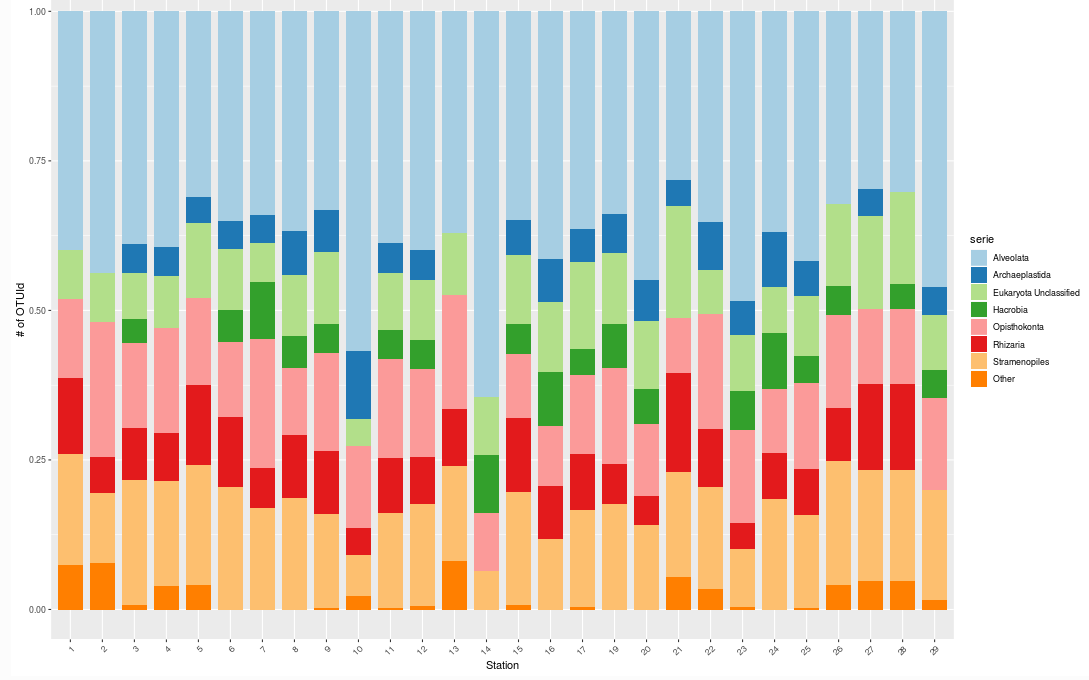 1.00
0.75
0.50
0.25
0.00
# of OTUId
1 2 3 4 5 6 7 8 9 10 11 12 13 14 15 16 17 19 20 21 22 23 24 25 26 27 28 29
Station
serie
Alveolata
Archaeplastida
Eukaryota Unclassified
Hacrobia
Opisthokonta
Rhizaria
Stramenopiles
Other